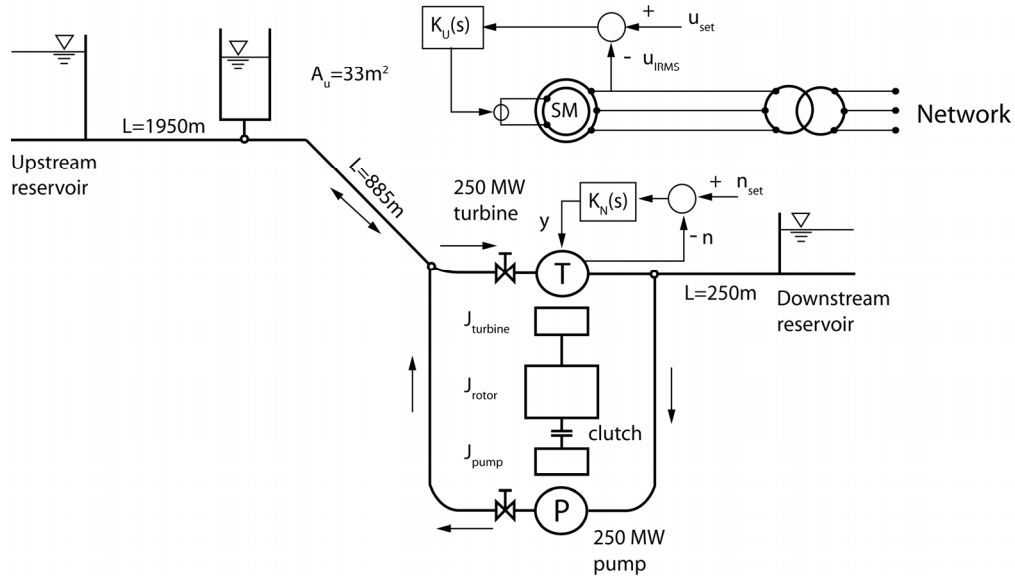 K_U(s)
+
u_set
- u_IRMS
A_u=33m²
SM
Network
L=1950m
Upstream
reservoir
L=885m
250 MW
turbine
K_N(s)
+ n_set
y
- n
T
L=250m
Downstream
reservoir
J_turbine
J_rotor
clutch
J_pump
P
250 MW
pump